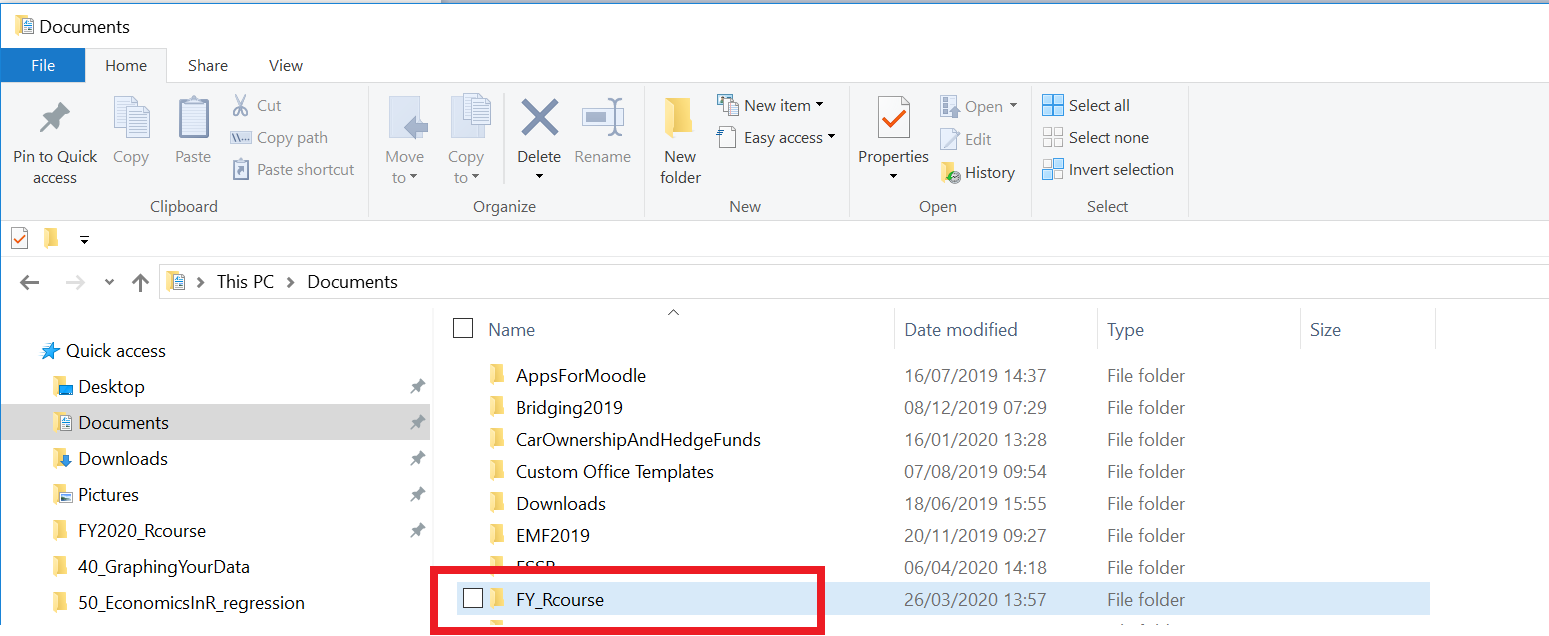 Documents
File Home Share View
Pin to Quick access Copy Paste Cut Copy path Paste shortcut
Clipboard
Move to Copy to Delete Rename
Organize
New folder New item Easy access
New
Properties Open Edit History
Open
Select all Select none Invert selection
Select
This PC Documents
Name Date modified Type Size
Quick access
Desktop
Documents
Downloads
Pictures
FY2020_Rcourse
40_GraphingYourData
50_EconomicsInR_regression
AppsForMoodle 16/07/2019 14:37 File folder
Bridging2019 08/12/2019 07:29 File folder
CarOwnershipAndHedgeFunds 16/01/2020 13:28 File folder
Custom Office Templates 07/08/2019 09:54 File folder
Downloads 18/06/2019 15:55 File folder
EMF2019 20/11/2019 09:27 File folder
06/04/2020 14:18 File folder
FY_Rcourse 26/03/2020 13:57 File folder